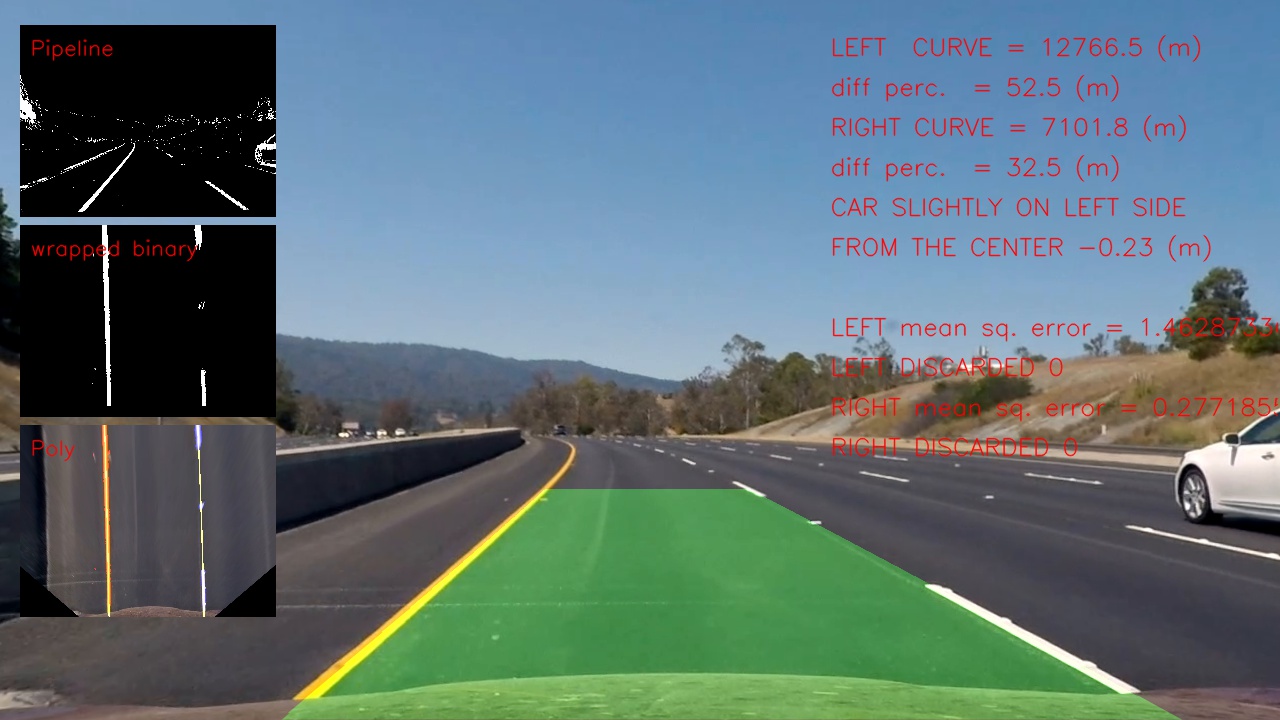 Pipeline
wrapped binary
Poly
LEFT CURVE = 12766.5 (m)
diff perc. = 52.5 (m)
RIGHT CURVE = 7101.8 (m)
diff perc. = 32.5 (m)
CAR SLIGHTLY ON LEFT SIDE
FROM THE CENTER -0.23 (m)
LEFT mean sq. error = 1.4628733
LEFT DISCARDED 0
RIGHT mean sq. error = 0.277185
RIGHT DISCARDED 0